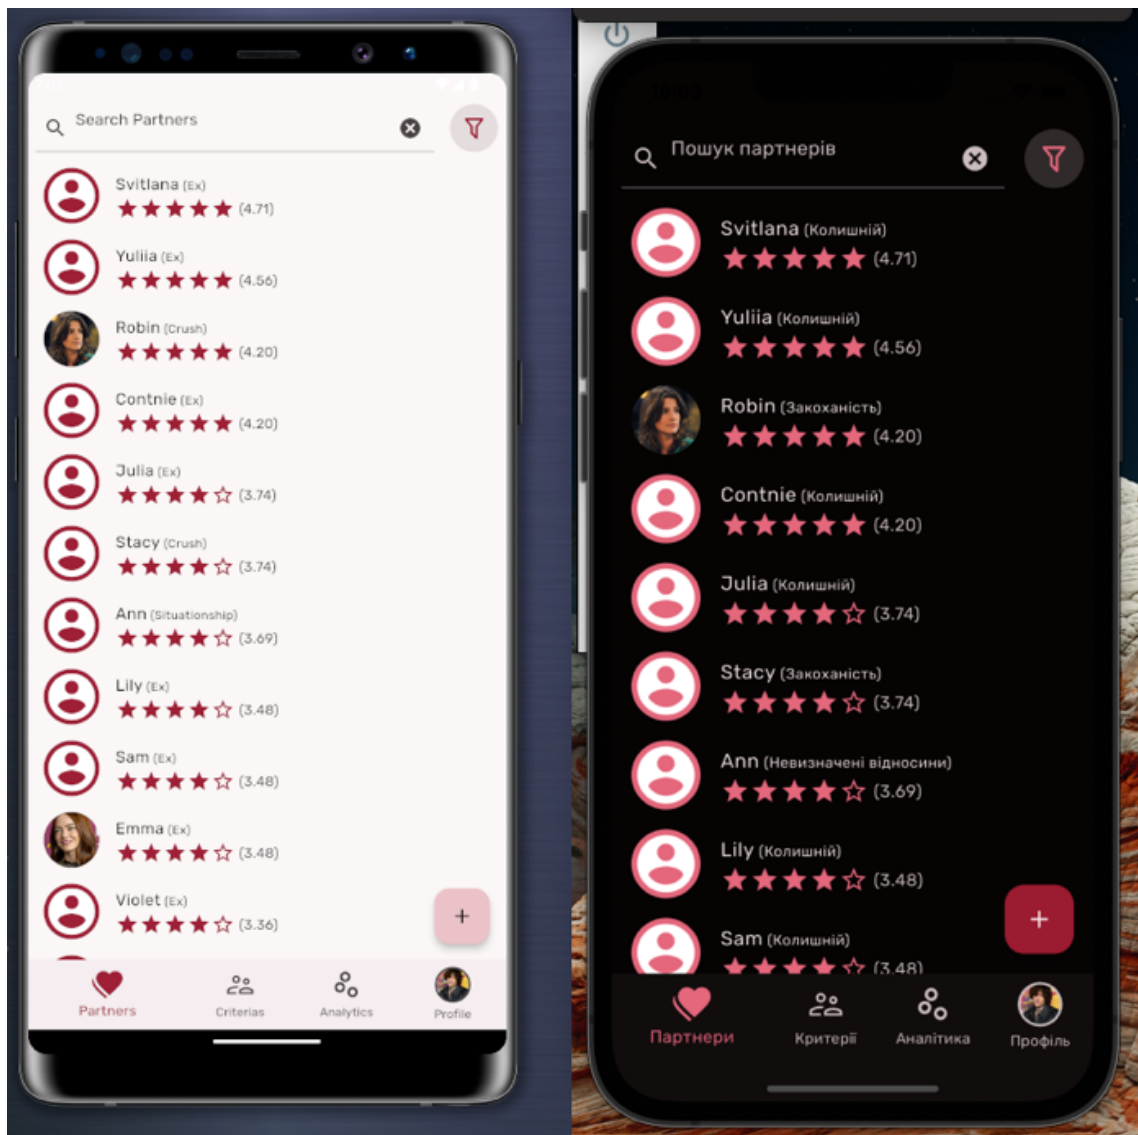 Search Partners
Svitlana (Ex)
(4.71)
Yuliia (Ex)
(4.56)
Robin (Crush)
(4.20)
Contnie (Ex)
(4.20)
Julia (Ex)
(3.74)
Stacy (Crush)
(3.74)
Ann (Situationship)
(3.69)
Lily (Ex)
(3.48)
Sam (Ex)
(3.48)
Emma (Ex)
(3.48)
Violet (Ex)
(3.36)
+
Partners
Criterias
Analytics
Profile
19:03
Пошук партнерів
Svitlana (Колишній)
(4.71)
Yuliia (Колишній)
(4.56)
Robin (Закоханість)
(4.20)
Contnie (Колишній)
(4.20)
Julia (Колишній)
(3.74)
Stacy (Закоханість)
(3.74)
Ann (Невизначені відносини)
(3.69)
Lily (Колишній)
(3.48)
Sam (Колишній)
(3.48)
+
Партнери
Критерії
Аналітика
Профіль